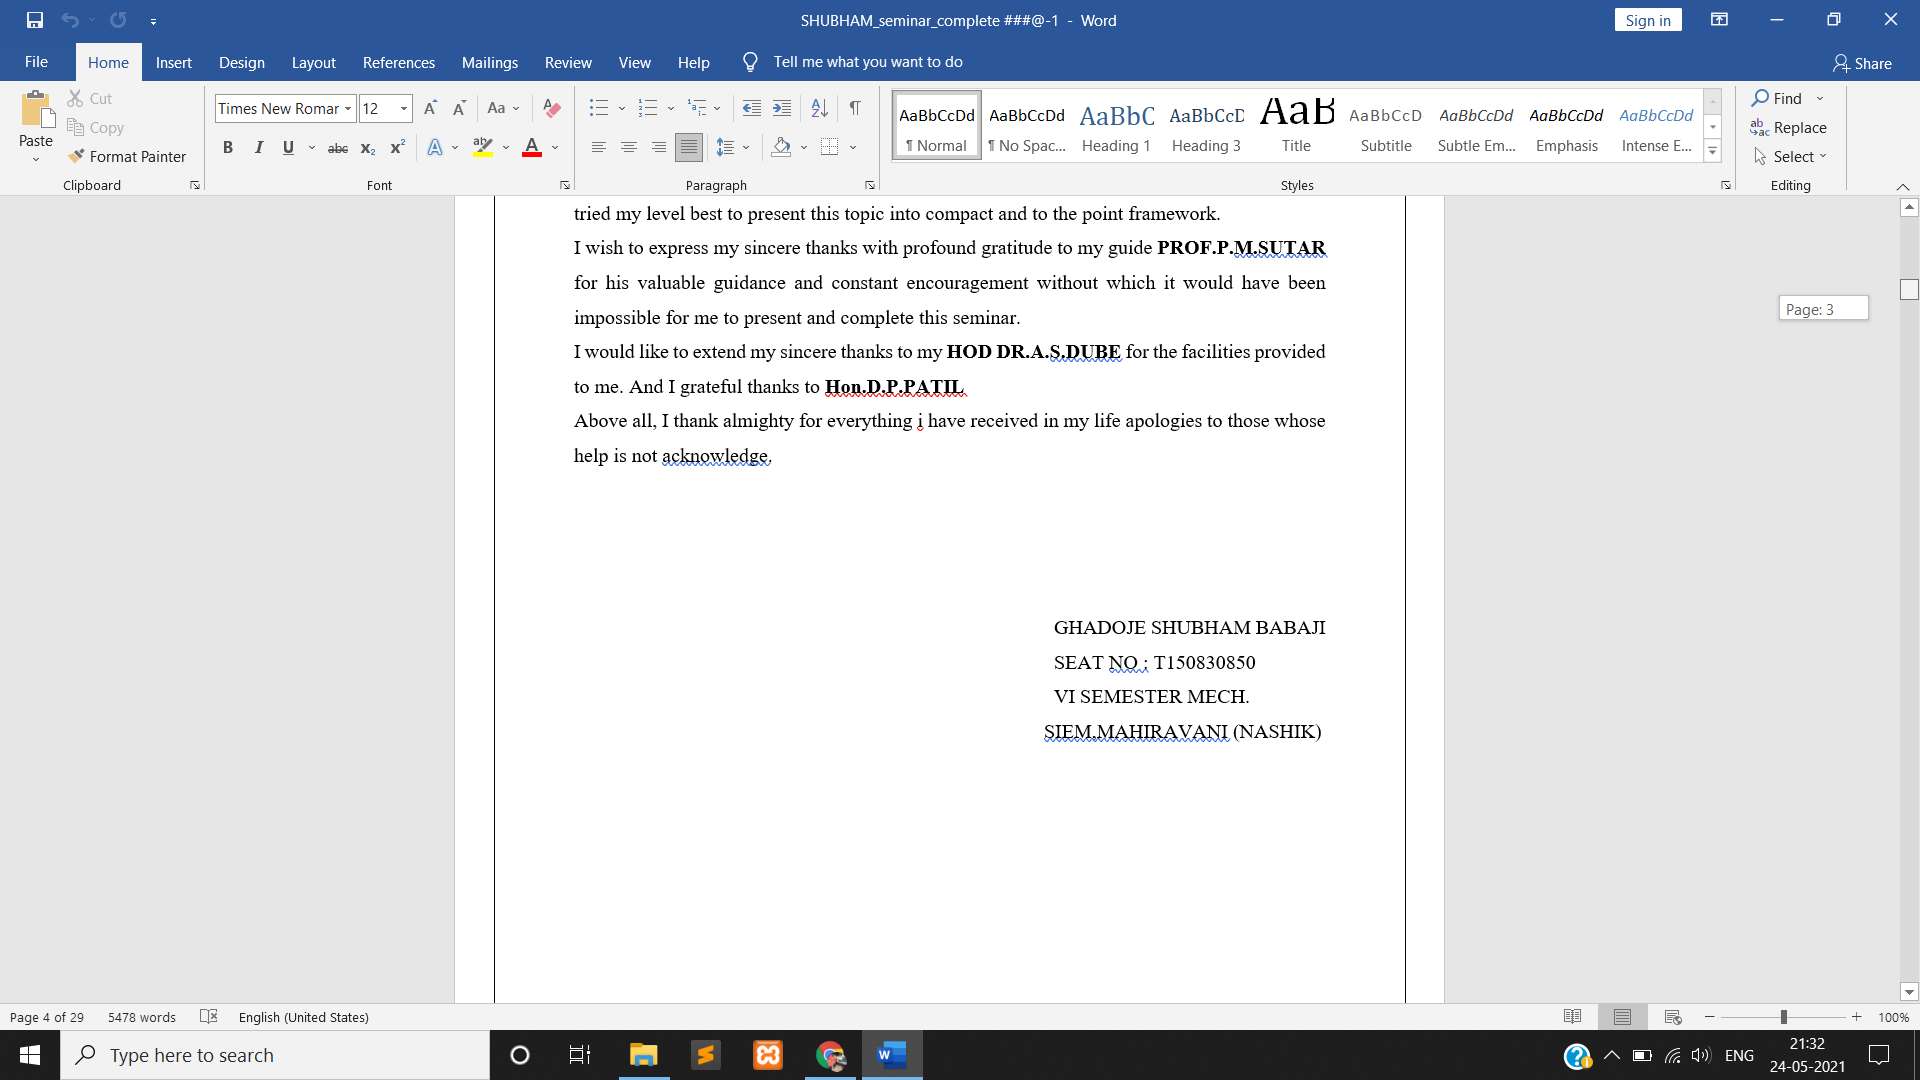 SHUBHAM_seminar_complete ###@-1 - Word
Sign in
File Home Insert Design Layout References Mailings Review View Help Tell me what you want to do Share
Paste
Cut
Copy
Format Painter
Clipboard
Times New Romar 12
Font
Paragraph
AaBbCcDd AaBbCcDd AaBbC AaBbCcD AaB AaBbCcD AaBbCcDd AaBbCcDd AaBbCcDd
¶ Normal ¶ No Spac... Heading 1 Heading 3 Title Subtitle Subtle Em... Emphasis Intense E...
Styles
Find
Replace
Select
Editing
tried my level best to present this topic into compact and to the point framework.
I wish to express my sincere thanks with profound gratitude to my guide PROF.P.M.SUTAR
for his valuable guidance and constant encouragement without which it would have been
impossible for me to present and complete this seminar.
I would like to extend my sincere thanks to my HOD DR.A.S.DUBE for the facilities provided
to me. And I grateful thanks to Hon.D.P.PATIL
Above all, I thank almighty for everything i have received in my life apologies to those whose
help is not acknowledge.
GHADOJE SHUBHAM BABAJI
SEAT NO : T150830850
VI SEMESTER MECH.
SIEM,MAHIRAVANI (NASHIK)
Page: 3
Page 4 of 29 5478 words English (United States) 100%
Type here to search
ENG
21:32
24-05-2021